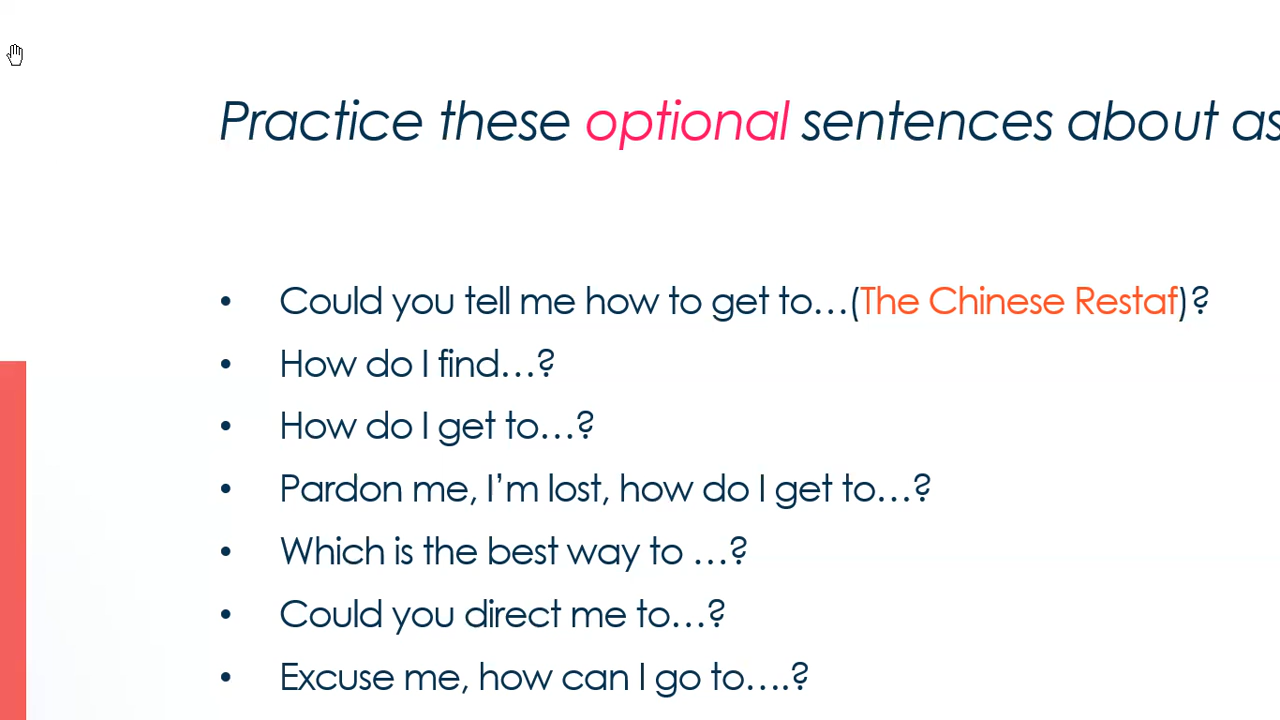 Practice these optional sentences about as
• Could you tell me how to get to…(The Chinese Restaf)?
• How do I find…?
• How do I get to…?
• Pardon me, I’m lost, how do I get to…?
• Which is the best way to …?
• Could you direct me to…?
• Excuse me, how can I go to….?